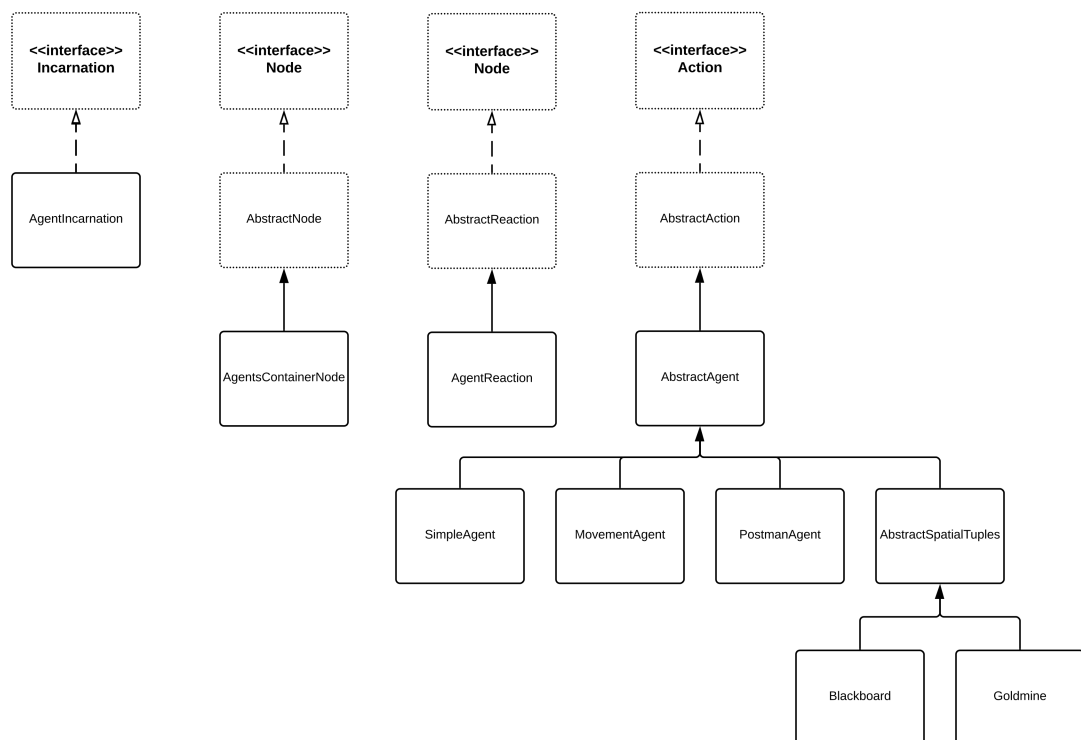 <<interface>>
Incarnation
<<interface>>
Node
<<interface>>
Node
<<interface>>
Action
AgentIncarnation
AbstractNode
AbstractReaction
AbstractAction
AgentsContainerNode
AgentReaction
AbstractAgent
SimpleAgent
MovementAgent
PostmanAgent
AbstractSpatialTuples
Blackboard
Goldmine